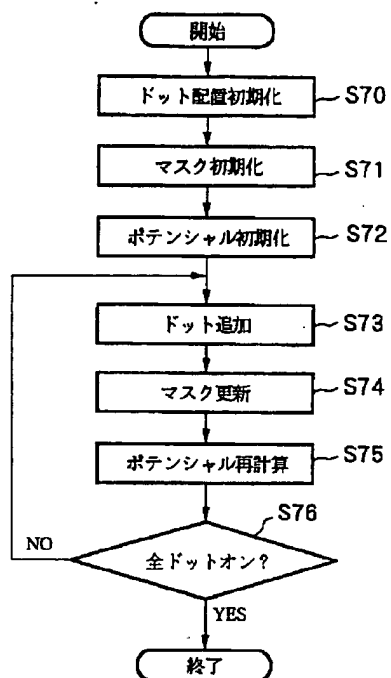 開始
ドット配置初期化 S70
マスク初期化 S71
ポテンシャル初期化 S72
ドット追加 S73
マスク更新 S74
ポテンシャル再計算 S75
S76
全ドットオン?
NO
YES
終了